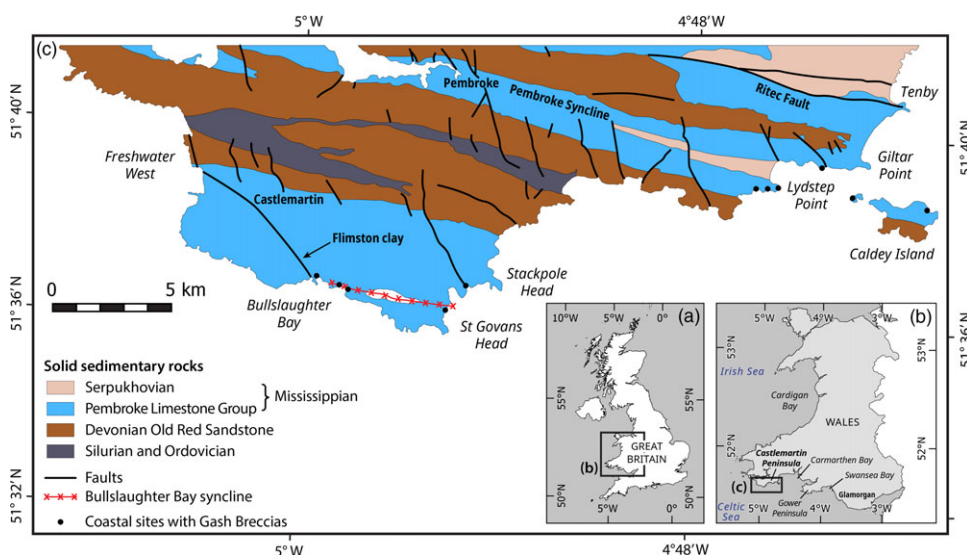 5°W
4°48'W
(c)
51°40'N
51°36'N
51°32'N
51°40'N
51°36'N
Pembroke
Pembroke Syncline
Ritec Fault
Tenby
Freshwater
West
Giltar
Point
Castlemartin
Lydstep
Point
Flimston clay
Caldey Island
Stackpole
Head
0
5 km
Bullslaughter
Bay
St Govans
Head
Solid sedimentary rocks
Serpukhovian
Pembroke Limestone Group
Mississippian
Devonian Old Red Sandstone
Silurian and Ordovician
Faults
Bullslaughter Bay syncline
Coastal sites with Gash Breccias
5°W
4°48'W
10°W
5°W
0°
(a)
55°N
55°N
GREAT
BRITAIN
(b)
50°N
50°N
5°W
0°
5°W
4°W
3°W
(b)
53°N
53°N
Irish Sea
Cardigan
Bay
WALES
52°N
52°N
Castlemartin
Peninsula
Carmarthen Bay
Swansea Bay
(c)
Glamorgan
Gower
Peninsula
Celtic
Sea
5°W
4°W
3°W